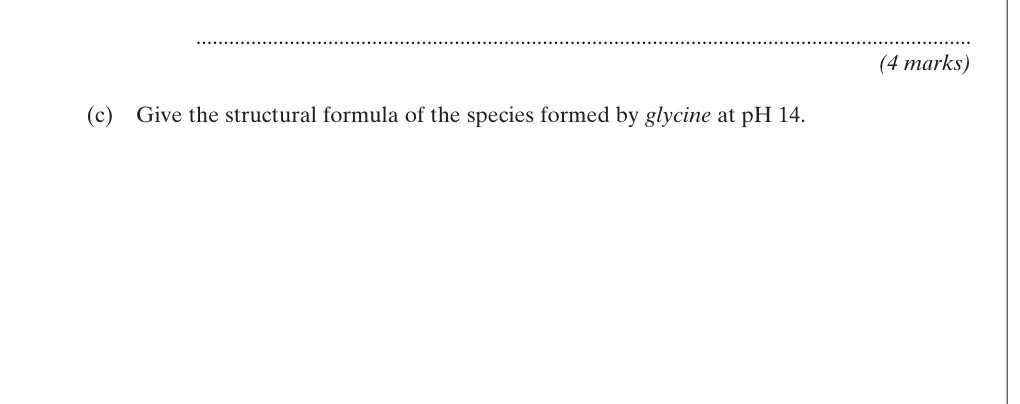 (4 marks)
(c) Give the structural formula of the species formed by glycine at pH 14.